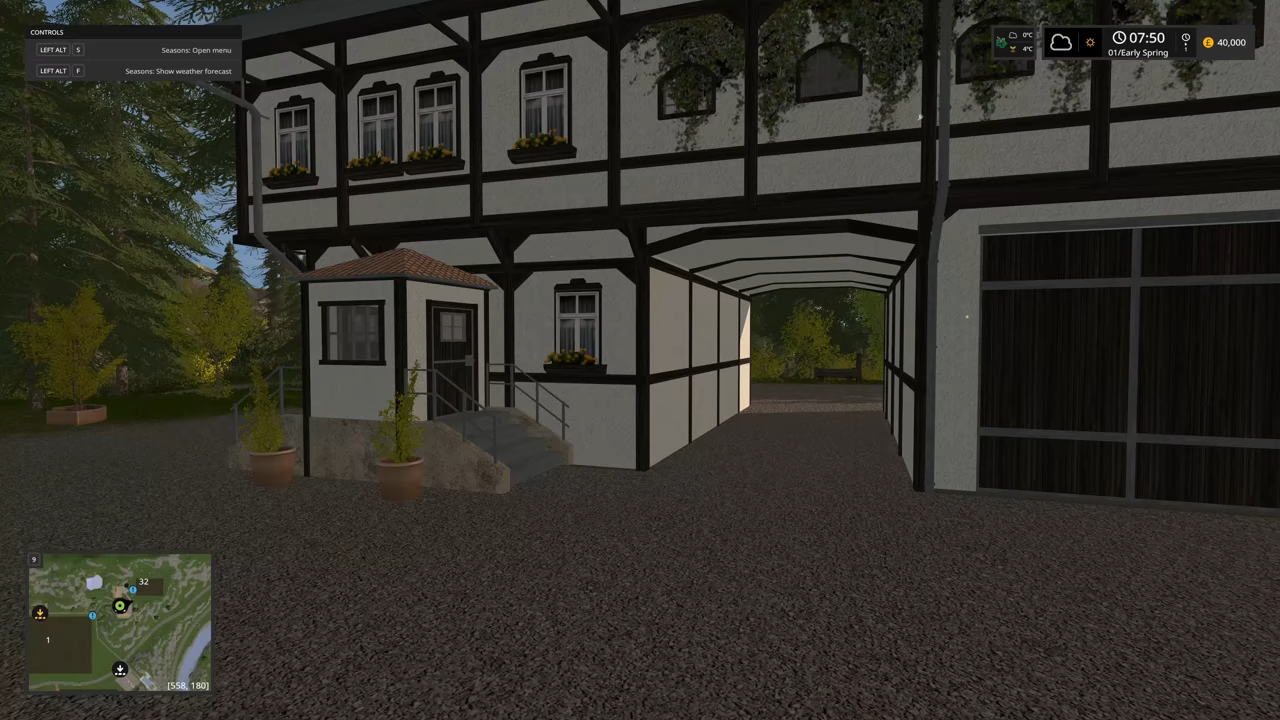 CONTROLS
LEFT ALT S Seasons: Open menu
LEFT ALT F Seasons: Show weather forecast
0°C
4°C
07:50
01/Early Spring
1
£ 40,000
9
32
1
[558, 180]